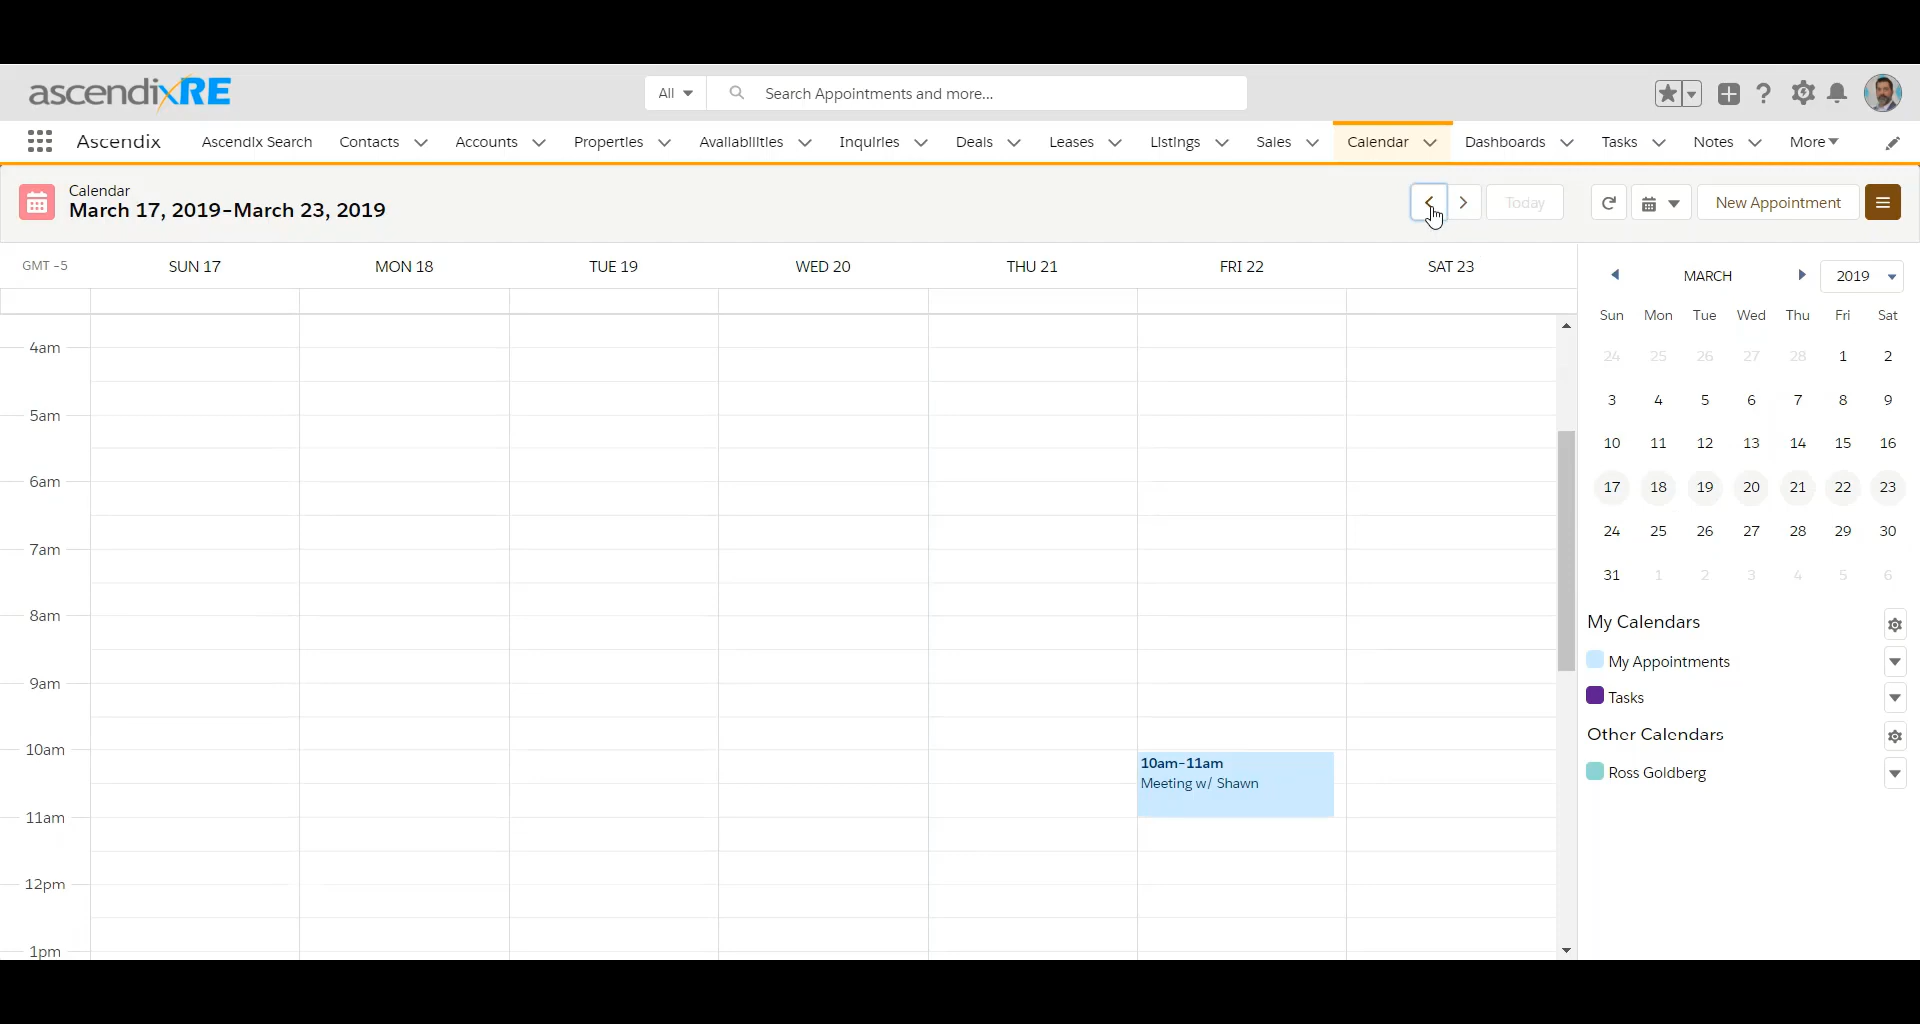 ascendixRE
All
Search Appointments and more...
Ascendix
Ascendix Search
Contacts
Accounts
Properties
Availabilities
Inquiries
Deals
Leases
Listings
Sales
Calendar
Dashboards
Tasks
Notes
More
Calendar
March 17, 2019–March 23, 2019
Today
New Appointment
GMT −5
SUN 17
MON 18
TUE 19
WED 20
THU 21
FRI 22
SAT 23
4am
5am
6am
7am
8am
9am
10am
11am
12pm
1pm
10am–11am
Meeting w/ Shawn
MARCH
2019
Sun Mon Tue Wed Thu Fri Sat
24 25 26 27 28 1 2
3 4 5 6 7 8 9
10 11 12 13 14 15 16
17 18 19 20 21 22 23
24 25 26 27 28 29 30
31 1 2 3 4 5 6
My Calendars
My Appointments
Tasks
Other Calendars
Ross Goldberg